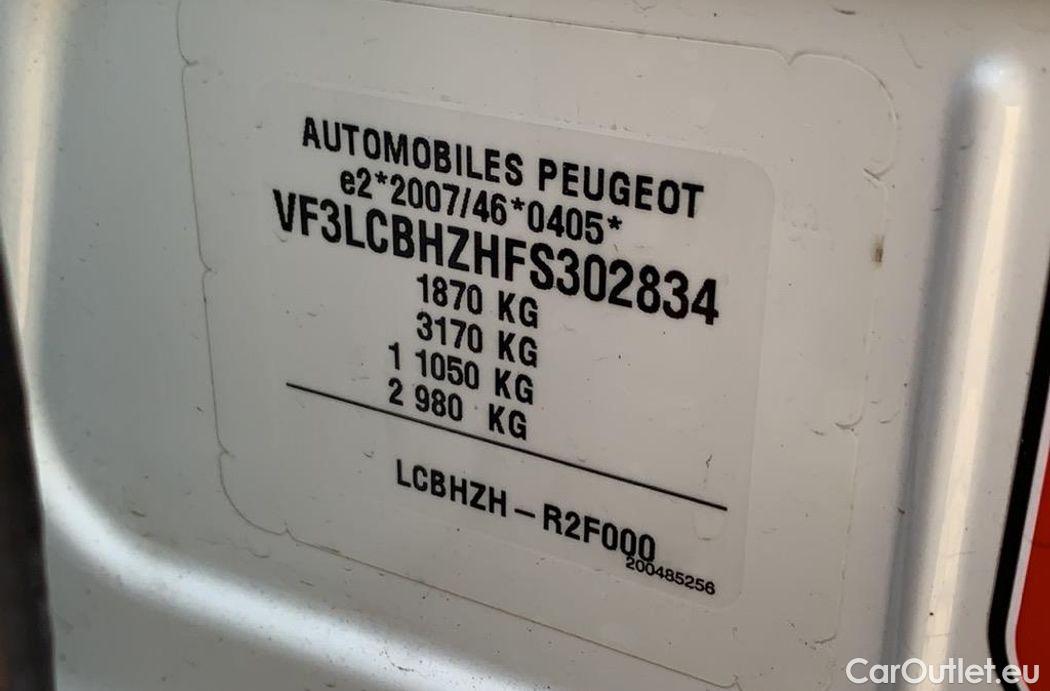 AUTOMOBILES PEUGEOT
e2*2007/46*0405*
VF3LCBHZHFS302834
1870 KG
3170 KG
1 1050 KG
2 980 KG
LCBHZH – R2F000
200485256
CarOutlet.eu